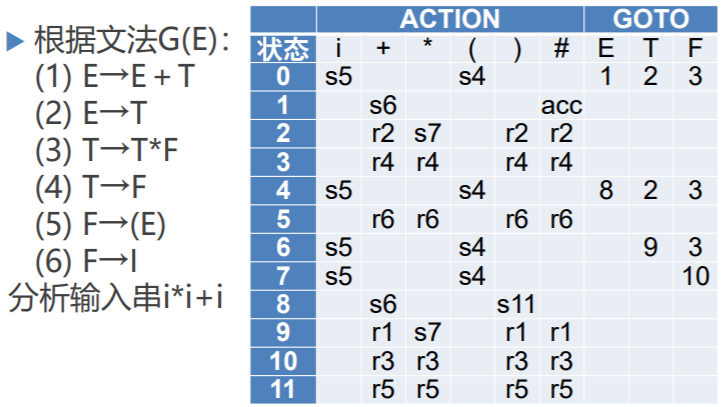 ▶ 根据文法G(E)：
(1) E→E + T
(2) E→T
(3) T→T*F
(4) T→F
(5) F→(E)
(6) F→I
分析输入串i*i+i
ACTION GOTO
状态 i + * ( ) # E T F
0 s5 s4 1 2 3
1 s6 acc
2 r2 s7 r2 r2
3 r4 r4 r4 r4
4 s5 s4 8 2 3
5 r6 r6 r6 r6
6 s5 s4 9 3
7 s5 s4 10
8 s6 s11
9 r1 s7 r1 r1
10 r3 r3 r3 r3
11 r5 r5 r5 r5